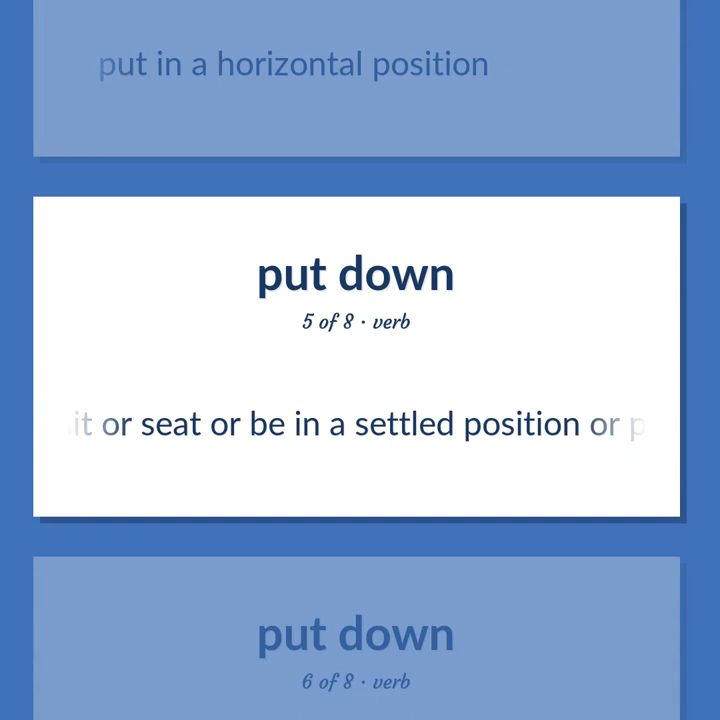 put in a horizontal position
put down
5 of 8 · verb
or seat or be in a settled position or
put down
6 of 8 · verb